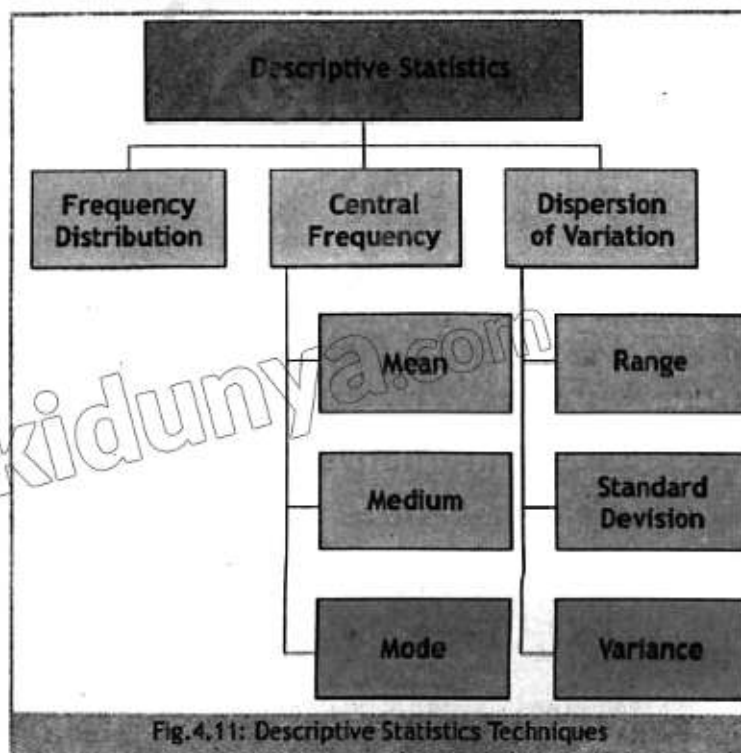 Descriptive Statistics
Frequency
Distribution
Central
Frequency
Dispersion
of Variation
Mean
Range
kidunya.com
Medium
Standard
Devision
Mode
Variance
Fig.4.11: Descriptive Statistics Techniques